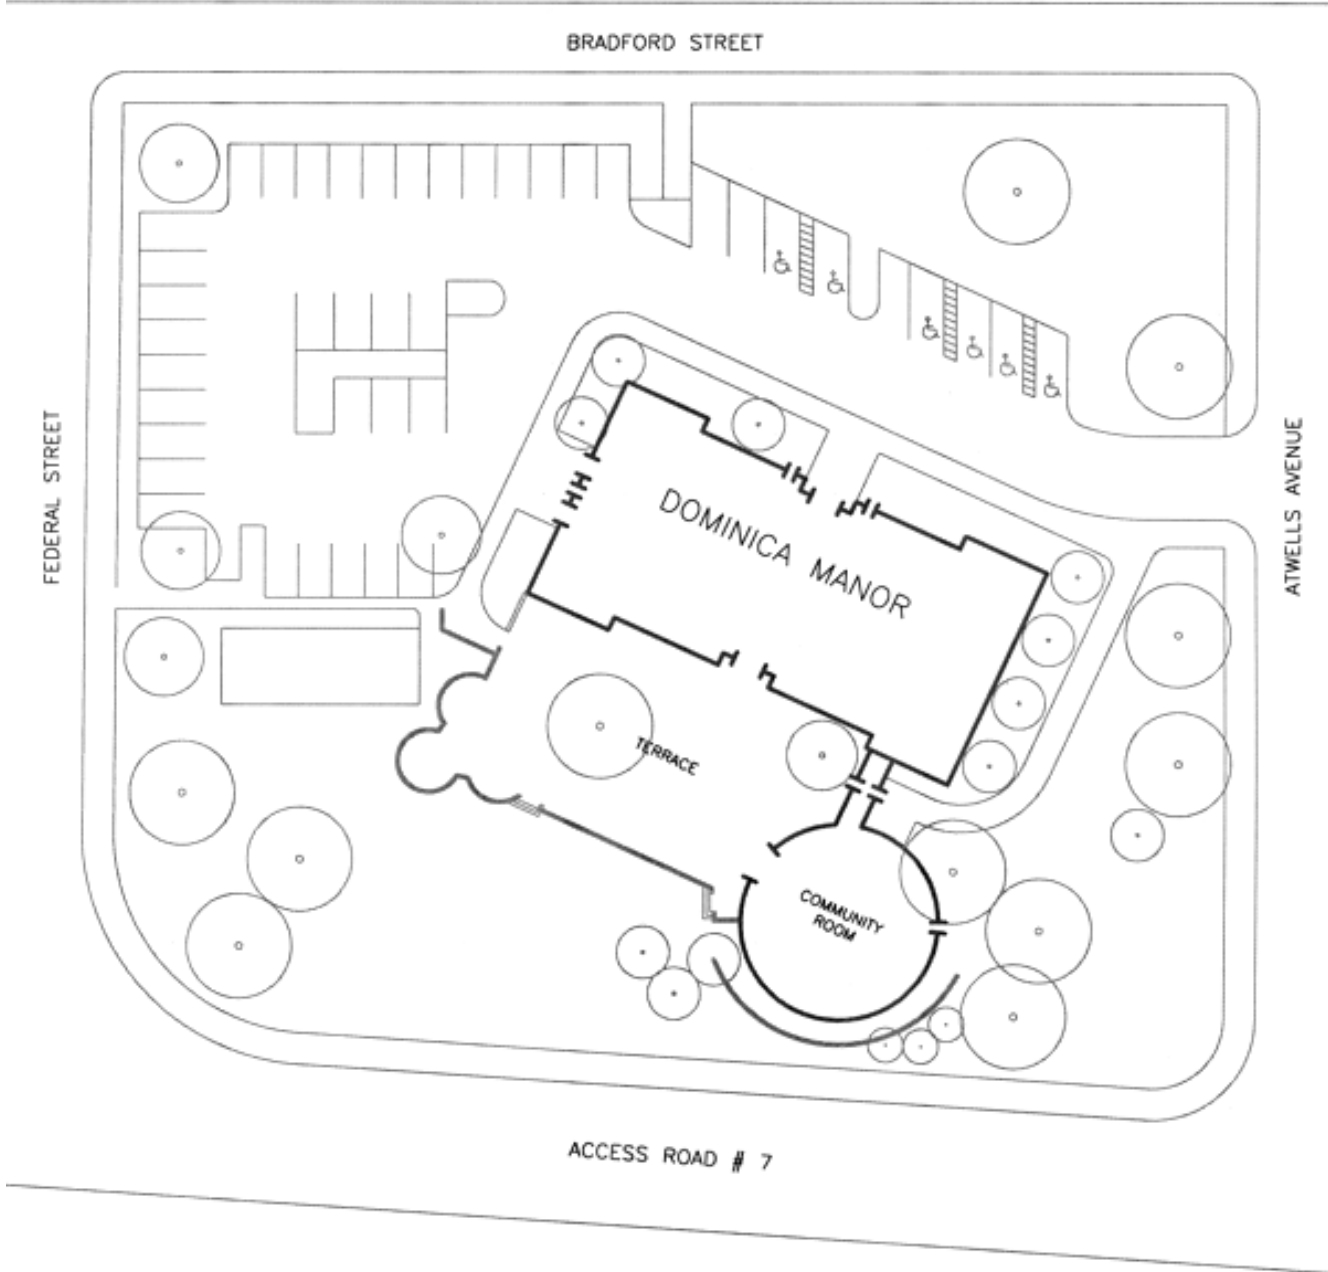 BRADFORD STREET
FEDERAL STREET
ATWELLS AVENUE
DOMINICA MANOR
TERRACE
COMMUNITY
ROOM
ACCESS ROAD # 7